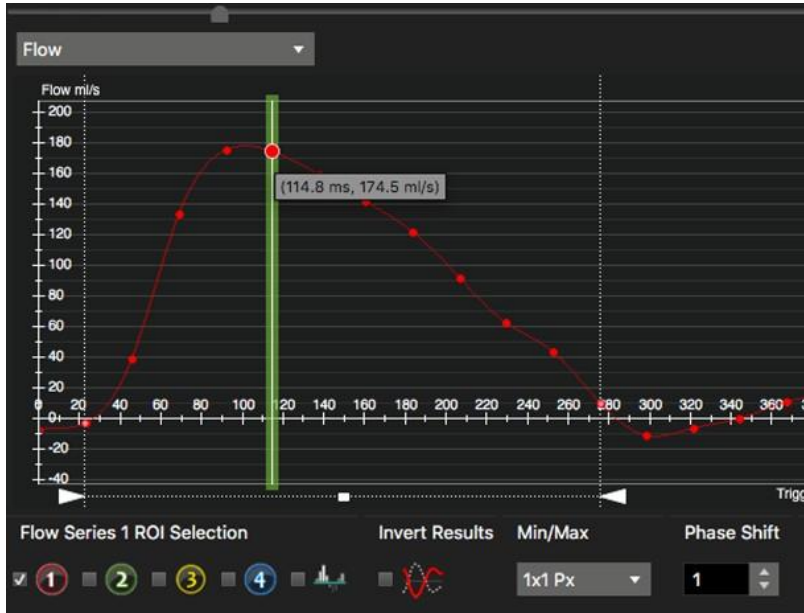 Flow
Flow ml/s
200
180
160
(114.8 ms, 174.5 ml/s)
140
120
100
80
60
40
20
0 20 40 60 80 100 120 140 160 180 200 220 240 260 280 300 320 340 360
0
-20
-40
Trigg
Flow Series 1 ROI Selection Invert Results Min/Max Phase Shift
1 2 3 4 1x1 Px 1